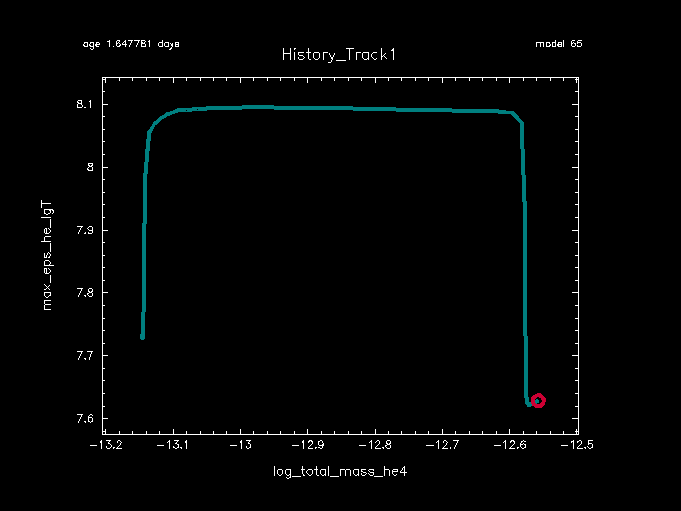 age 1.647781 days
model 65
History_Track1
8.1
8
7.9
7.8
7.7
7.6
max_eps_he_lgT
-13.2 -13.1 -13 -12.9 -12.8 -12.7 -12.6 -12.5
log_total_mass_he4